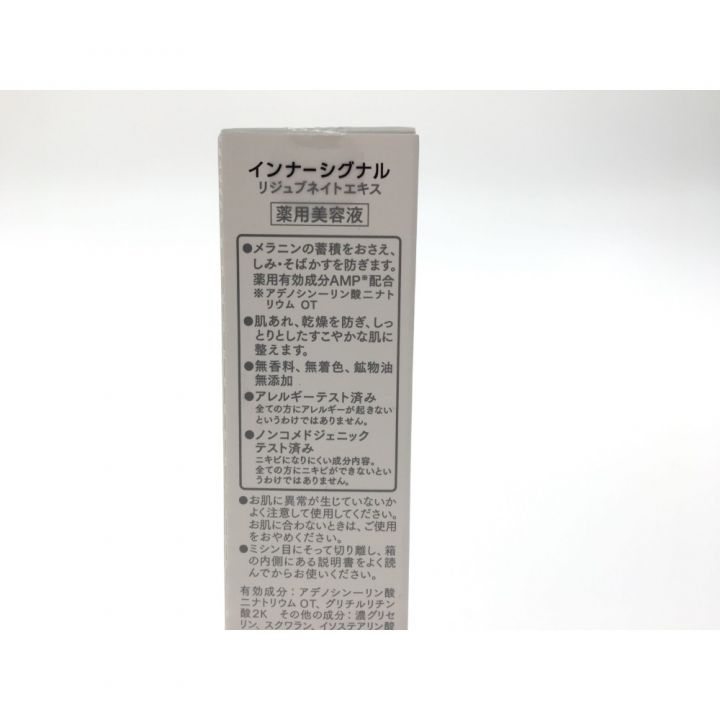 インナーシグナル
リジュブネイトエキス
薬用美容液
●メラニンの蓄積をおさえ、
しみ・そばかすを防ぎます。
薬用有効成分AMP※配合
※アデノシン一リン酸二ナト
リウム OT
●肌あれ、乾燥を防ぎ、しっ
とりとしたすこやかな肌に
整えます。
●無香料、無着色、鉱物油
無添加
●アレルギーテスト済み
全ての方にアレルギーが起きない
というわけではありません。
●ノンコメドジェニック
テスト済み
ニキビになりにくい成分内容。
全ての方にニキビができないとい
うわけではありません。
●お肌に異常が生じていないか
よく注意して使用してください。
お肌に合わないときは、ご使用
をおやめください。
●ミシン目にそって切り離し、箱
の内側にある説明書をよく読
んでからお使いください。
有効成分：アデノシン一リン酸
二ナトリウム OT、グリチルリチン
酸2K その他の成分：濃グリセ
リン、スクワラン、イソステアリン酸